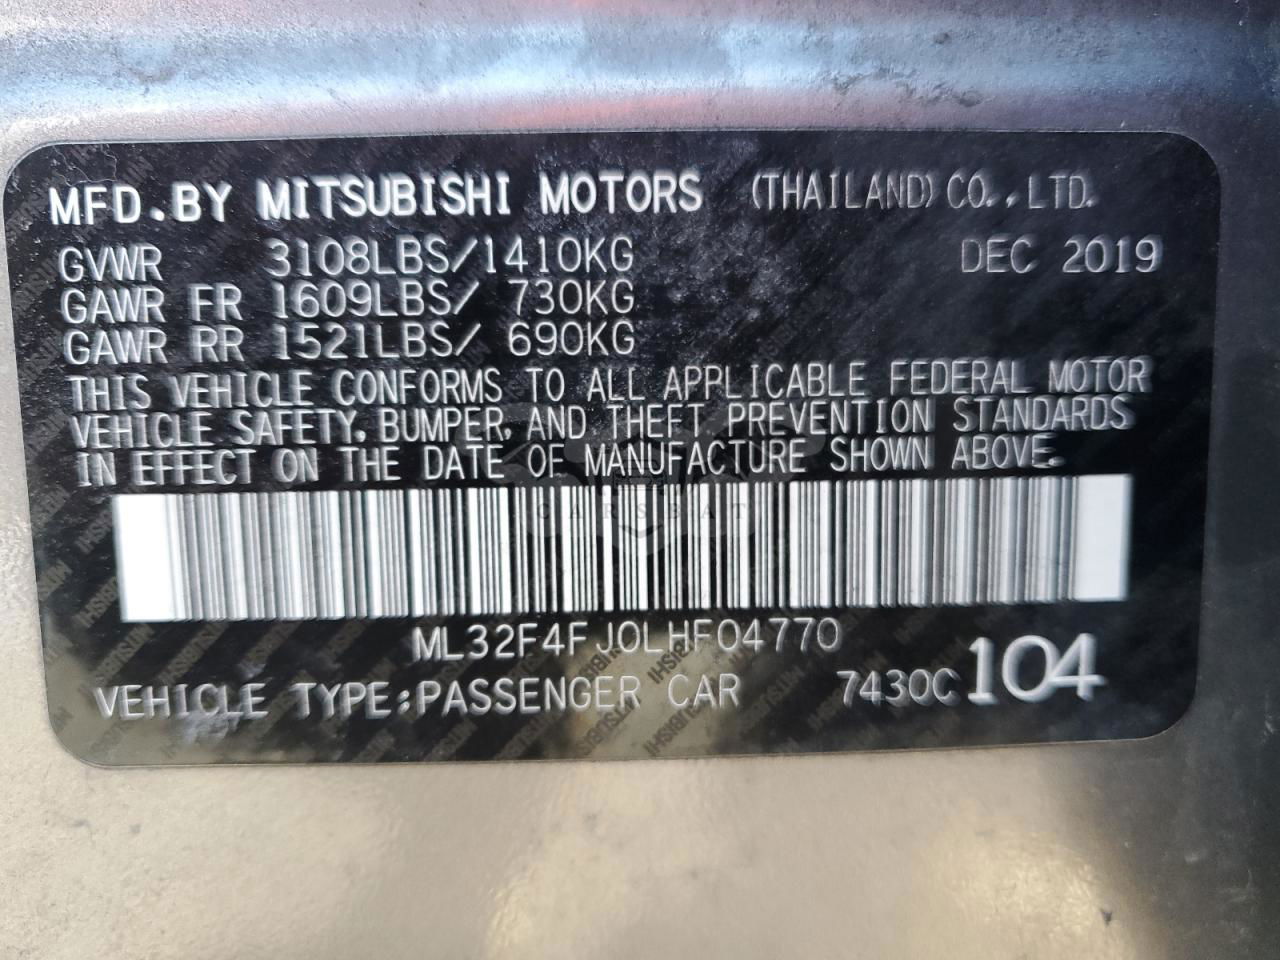 MFD.BY MITSUBISHI MOTORS (THAILAND)CO.,LTD.
GVWR 3108LBS/1410KG DEC 2019
GAWR FR 1609LBS/ 730KG
GAWR RR 1521LBS/ 690KG
THIS VEHICLE CONFORMS TO ALL APPLICABLE FEDERAL MOTOR
VEHICLE SAFETY, BUMPER, AND THEFT PREVENTION STANDARDS
IN EFFECT ON THE DATE OF MANUFACTURE SHOWN ABOVE.
CARSBAT
ML32F4FJ0LHF04770
VEHICLE TYPE:PASSENGER CAR 7430C 104